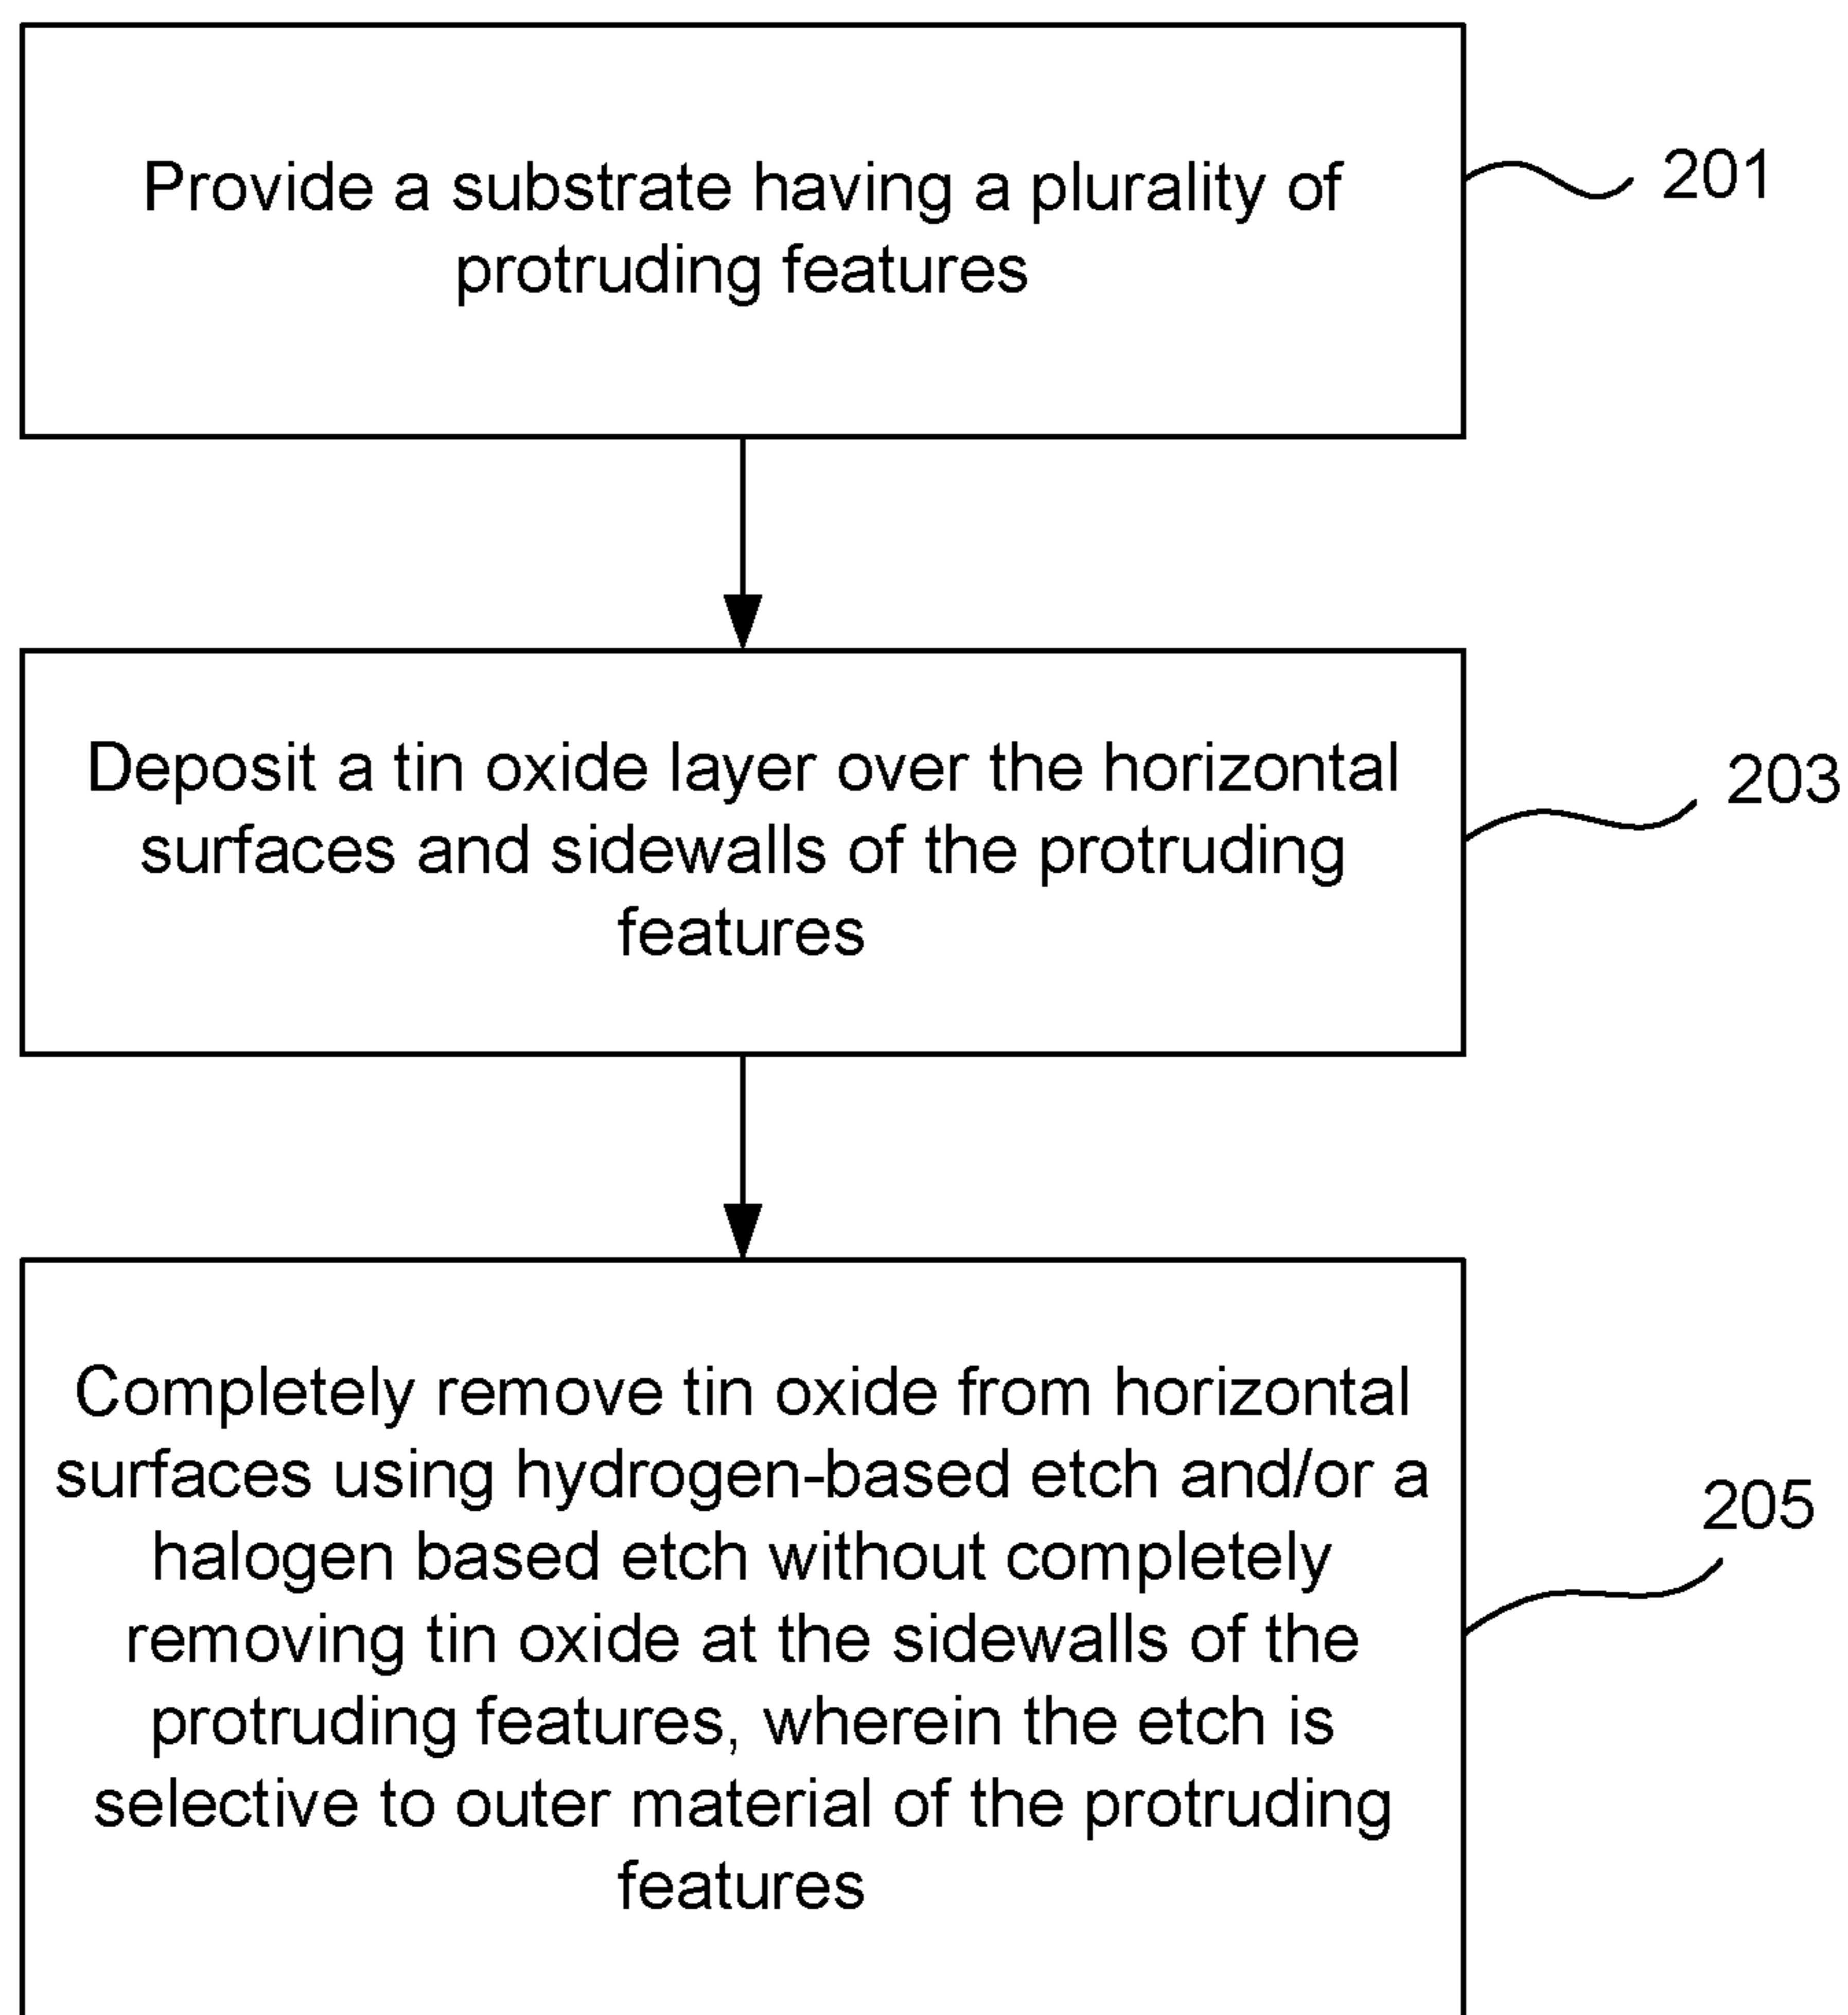 Provide a substrate having a plurality of
protruding features
201
Deposit a tin oxide layer over the horizontal
surfaces and sidewalls of the protruding
features
203
Completely remove tin oxide from horizontal
surfaces using hydrogen-based etch and/or a
halogen based etch without completely
removing tin oxide at the sidewalls of the
protruding features, wherein the etch is
selective to outer material of the protruding
features
205